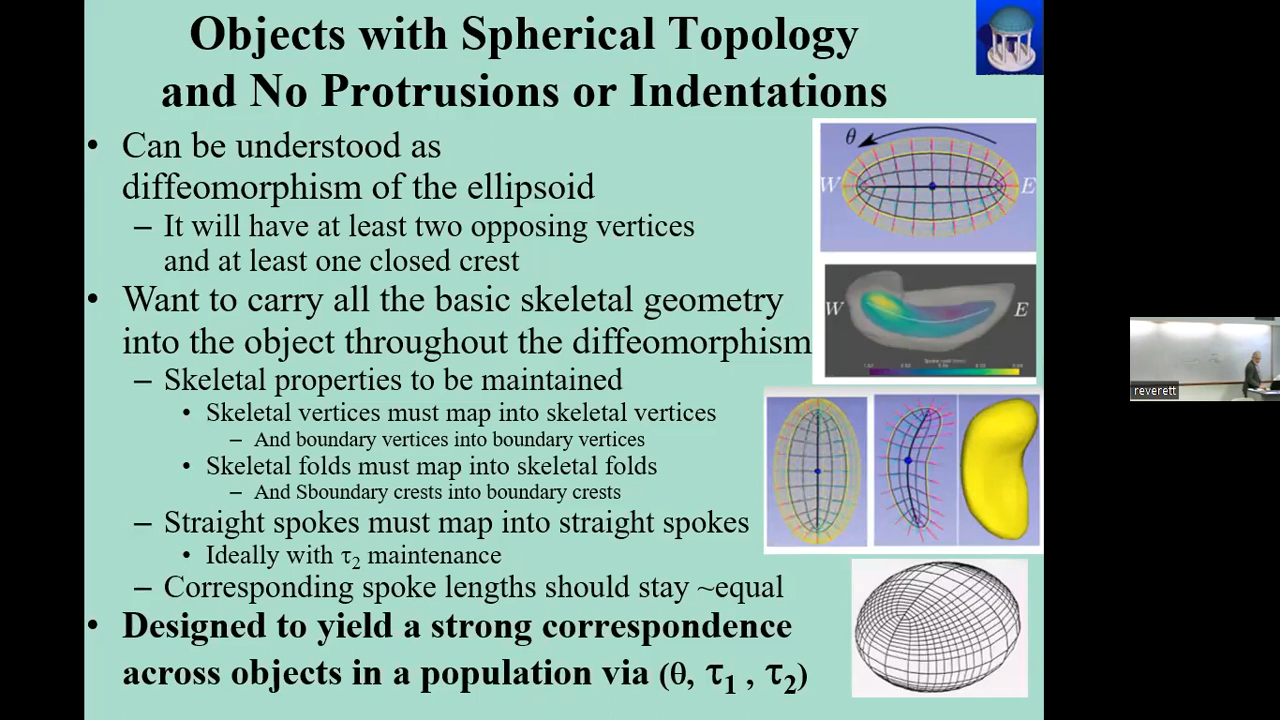 Objects with Spherical Topology
and No Protrusions or Indentations
• Can be understood as
diffeomorphism of the ellipsoid
– It will have at least two opposing vertices
and at least one closed crest
• Want to carry all the basic skeletal geometry
into the object throughout the diffeomorphism
– Skeletal properties to be maintained
• Skeletal vertices must map into skeletal vertices
– And boundary vertices into boundary vertices
• Skeletal folds must map into skeletal folds
– And Sboundary crests into boundary crests
– Straight spokes must map into straight spokes
• Ideally with τ2 maintenance
– Corresponding spoke lengths should stay ~equal
• Designed to yield a strong correspondence
across objects in a population via (θ, τ1 , τ2)
θ
W E
W E
reverett